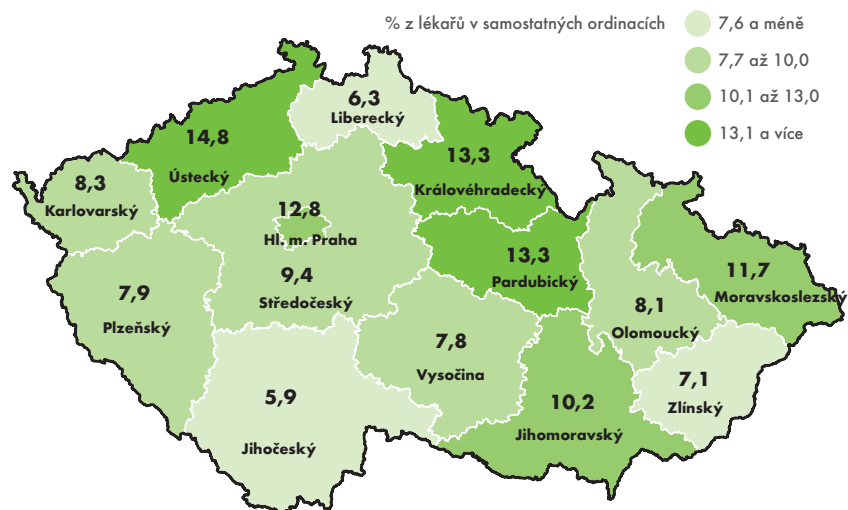 % z lékařů v samostatných ordinacích
7,6 a méně
7,7 až 10,0
10,1 až 13,0
13,1 a více
6,3
Liberecký
14,8
Ústecký
13,3
Královéhradecký
8,3
Karlovarský
12,8
Hl. m. Praha
9,4
Středočeský
13,3
Pardubický
11,7
Moravskoslezský
7,9
Plzeňský
8,1
Olomoucký
7,8
Vysočina
7,1
Zlínský
5,9
Jihočeský
10,2
Jihomoravský